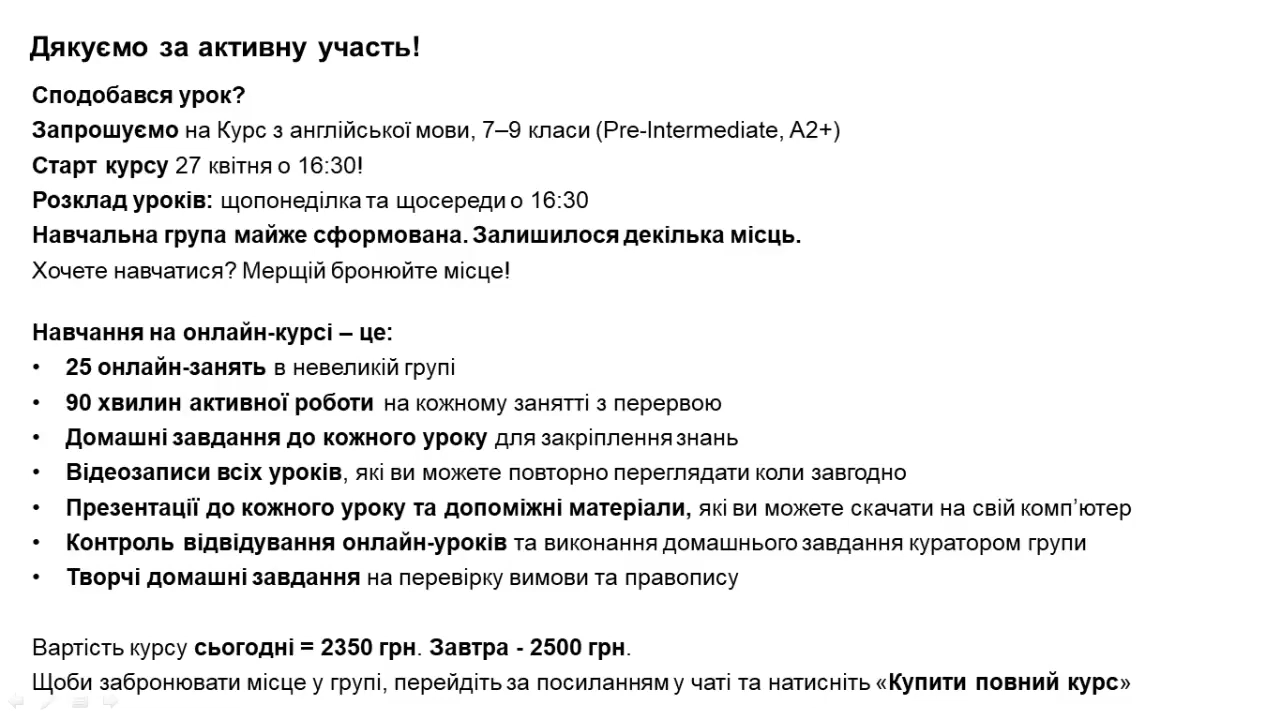 Дякуємо за активну участь!
Сподобався урок?
Запрошуємо на Курс з англійської мови, 7–9 класи (Pre-Intermediate, A2+)
Старт курсу 27 квітня о 16:30!
Розклад уроків: щопонеділка та щосереди о 16:30
Навчальна група майже сформована. Залишилося декілька місць.
Хочете навчатися? Мерщій бронюйте місце!
Навчання на онлайн-курсі – це:
• 25 онлайн-занять в невеликій групі
• 90 хвилин активної роботи на кожному занятті з перервою
• Домашні завдання до кожного уроку для закріплення знань
• Відеозаписи всіх уроків, які ви можете повторно переглядати коли завгодно
• Презентації до кожного уроку та допоміжні матеріали, які ви можете скачати на свій комп’ютер
• Контроль відвідування онлайн-уроків та виконання домашнього завдання куратором групи
• Творчі домашні завдання на перевірку вимови та правопису
Вартість курсу сьогодні = 2350 грн. Завтра - 2500 грн.
Щоби забронювати місце у групі, перейдіть за посиланням у чаті та натисніть «Купити повний курс»